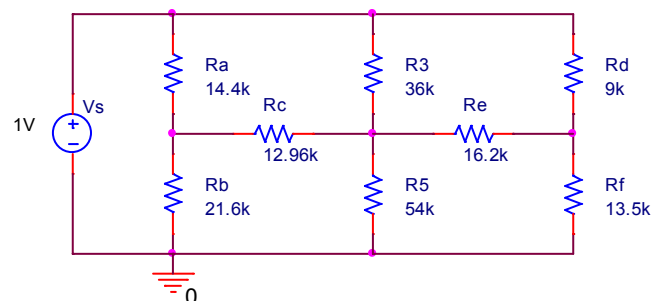 Ra
14.4k
R3
36k
Rd
9k
Vs
1V
Rc
12.96k
Re
16.2k
Rb
21.6k
R5
54k
Rf
13.5k
0